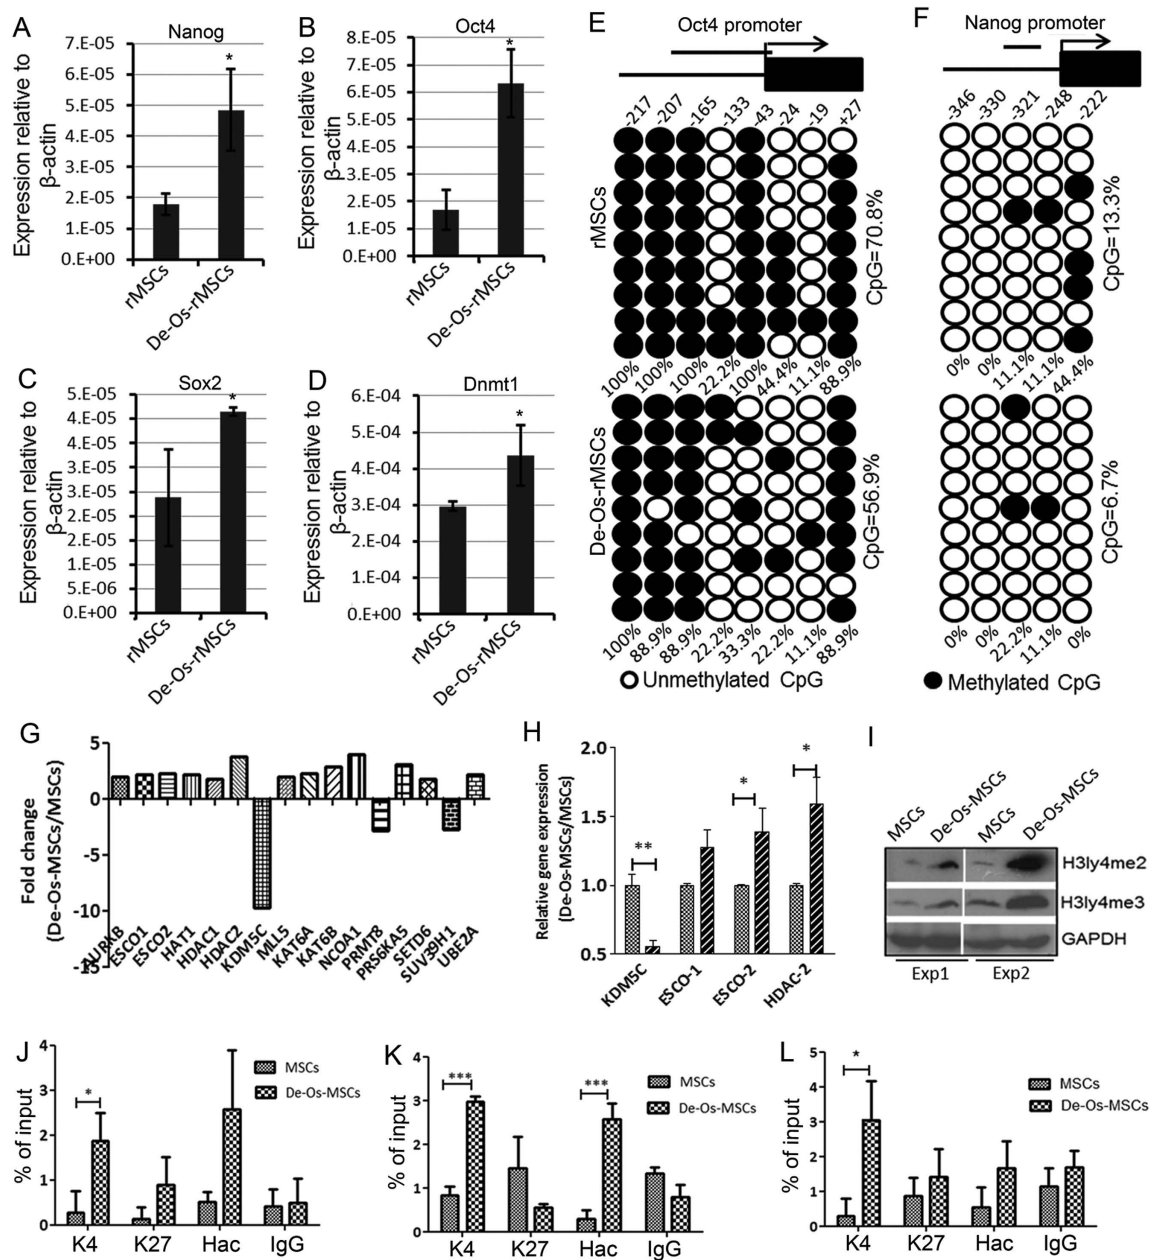 A
Nanog
Expression relative to
β-actin
7.E-05
6.E-05
5.E-05
4.E-05
3.E-05
2.E-05
1.E-05
0.E+00
*
rMSCs
De-Os-rMSCs
B
Oct4
Expression relative to
β-actin
8.E-05
7.E-05
6.E-05
5.E-05
4.E-05
3.E-05
2.E-05
1.E-05
0.E+00
*
rMSCs
De-Os-rMSCs
C
Sox2
Expression relative to
β-actin
5.E-05
4.E-05
4.E-05
3.E-05
3.E-05
2.E-05
2.E-05
1.E-05
5.E-06
0.E+00
*
rMSCs
De-Os-rMSCs
D
Dnmt1
Expression relative to
β-actin
6.E-04
5.E-04
4.E-04
3.E-04
2.E-04
1.E-04
0.E+00
*
rMSCs
De-Os-rMSCs
E
Oct4 promoter
-217 -207 -165 -133 -43 -24 -19 +27
rMSCs
CpG=70.8%
100% 100% 100% 22.2% 100% 44.4% 11.1% 88.9%
De-Os-rMSCs
CpG=56.9%
100% 88.9% 88.9% 22.2% 33.3% 22.2% 11.1% 88.9%
Unmethylated CpG
F
Nanog promoter
-346 -330 -321 -248 -222
CpG=13.3%
0% 0% 11.1% 11.1% 44.4%
CpG=6.7%
0% 0% 22.2% 11.1% 0%
Methylated CpG
G
Fold change
(De-Os-MSCs/MSCs)
5
0
-5
-10
-15
AURKB
ESCO1
ESCO2
HAT1
HDAC1
HDAC2
KDM5C
MLL5
KAT6A
KAT6B
NCOA1
PRMT8
PRS6KA5
SETD6
SUV39H1
UBE2A
H
Relative gene expression
(De-Os-MSCs/MSCs)
2.0
1.5
1.0
0.5
**
*
*
KDM5C
ESCO-1
ESCO-2
HDAC-2
I
MSCs
De-Os-MSCs
MSCs
De-Os-MSCs
H3ly4me2
H3ly4me3
GAPDH
Exp1
Exp2
J
% of input
4
3
2
1
0
*
MSCs
De-Os-MSCs
K4 K27 Hac IgG
K
% of input
4
3
2
1
0
***
***
MSCs
De-Os-MSCs
K4 K27 Hac IgG
L
% of input
5
4
3
2
1
0
*
MSCs
De-Os-MSCs
K4 K27 Hac IgG